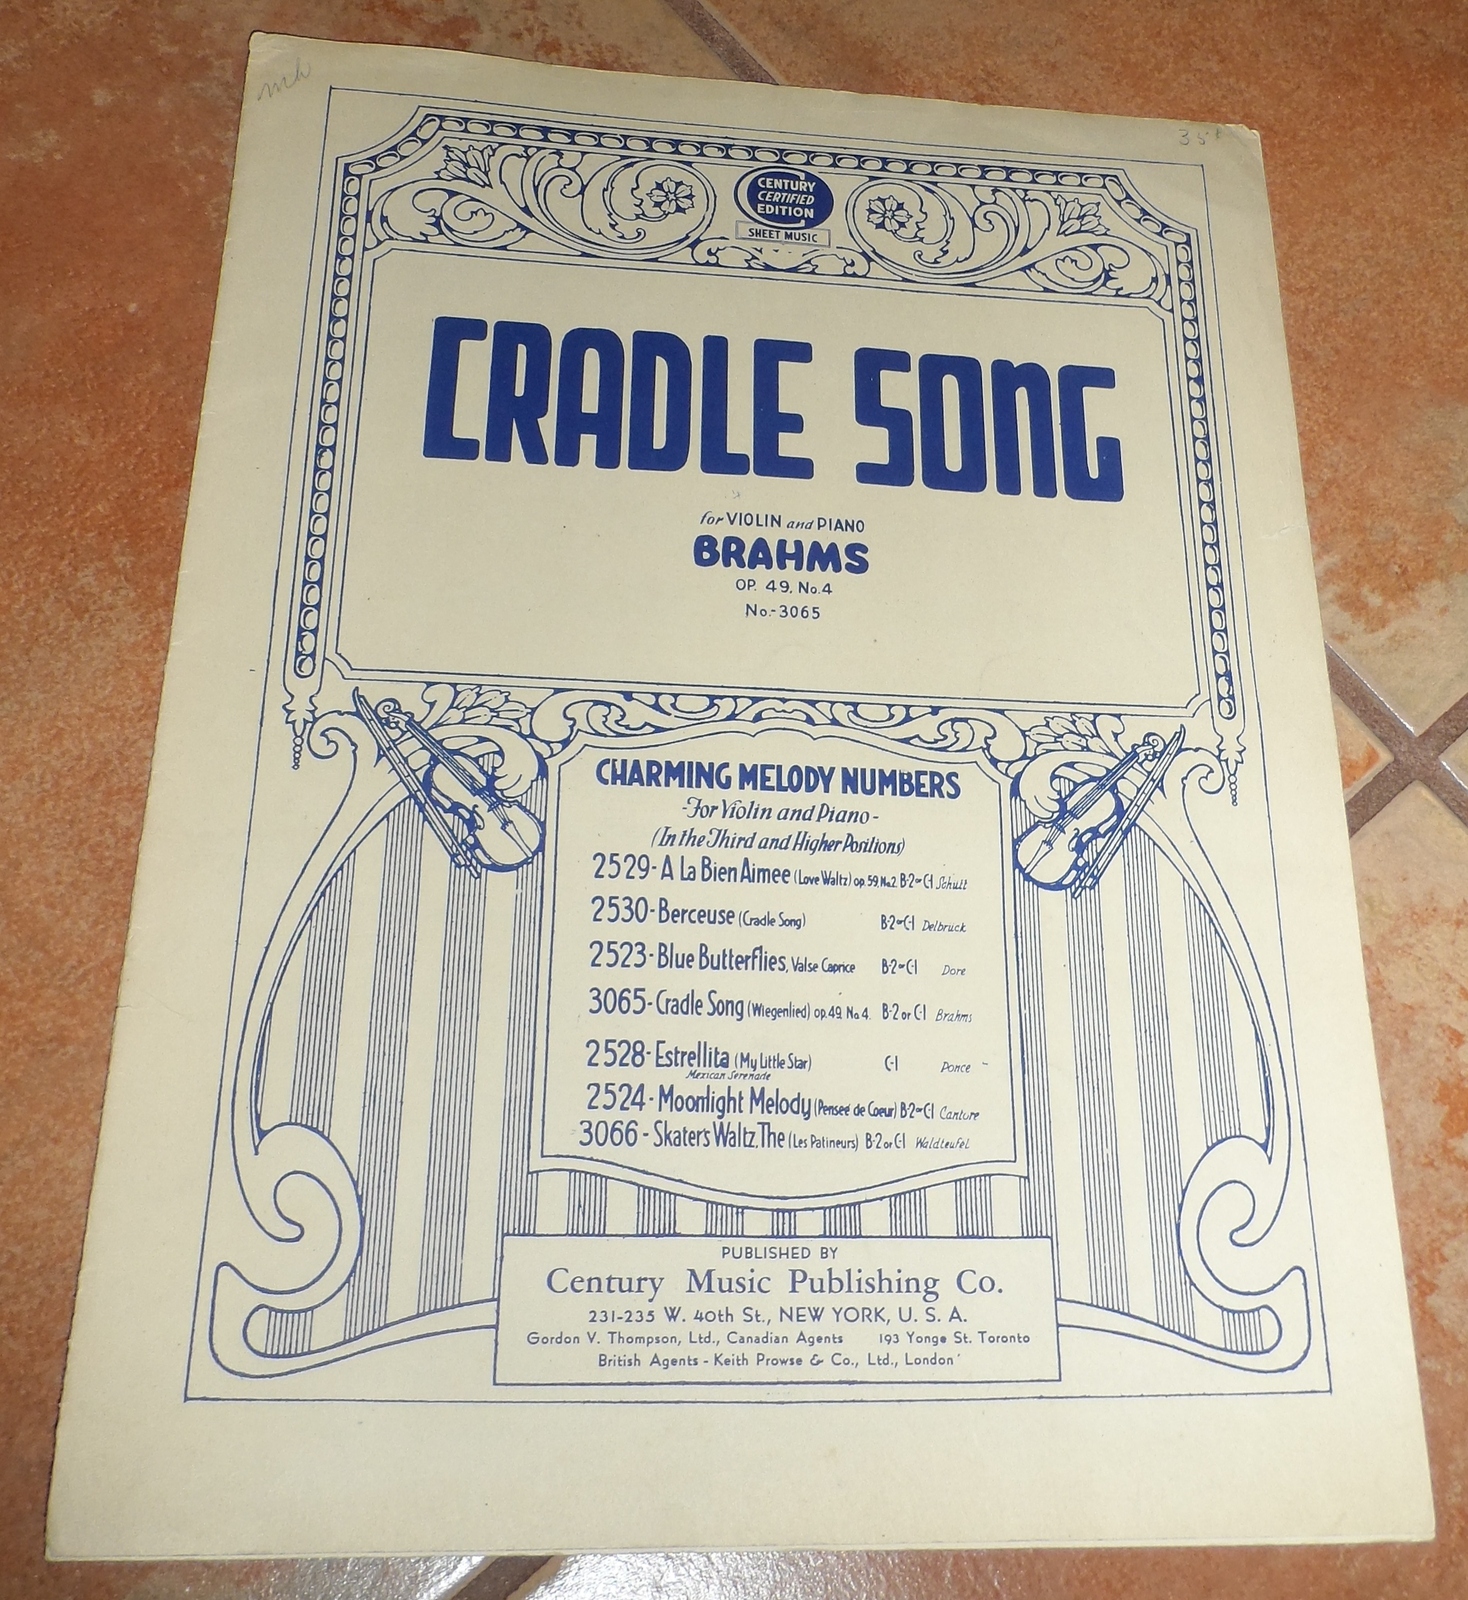 mh
35¢
CENTURY
CERTIFIED
EDITION
SHEET MUSIC
CRADLE SONG
for VIOLIN and PIANO
BRAHMS
OP. 49, No.4
No.-3065
CHARMING MELODY NUMBERS
-For Violin and Piano-
(In the Third and Higher Positions)
2529-A La Bien Aimee (Love Waltz) op. 59, No.2. B-2 or C-1 Schutt
2530-Berceuse (Cradle Song) B-2 or C-1 Delbruck
2523-Blue Butterflies, Valse Caprice B-2 or C-1 Dore
3065-Cradle Song (Wiegenlied) op. 49, No 4. B-2 or C-1 Brahms
2528-Estrellita (My Little Star) C-1 Ponce -
Mexican Serenade
2524-Moonlight Melody (Pensee de Coeur) B-2 or C-1 Cantore
3066-Skater's Waltz, The (Les Patineurs) B-2 or C-1 Waldteufel
PUBLISHED BY
Century Music Publishing Co.
231-235 W. 40th St., NEW YORK, U. S. A.
Gordon V. Thompson, Ltd., Canadian Agents 193 Yonge St. Toronto
British Agents - Keith Prowse & Co., Ltd., London